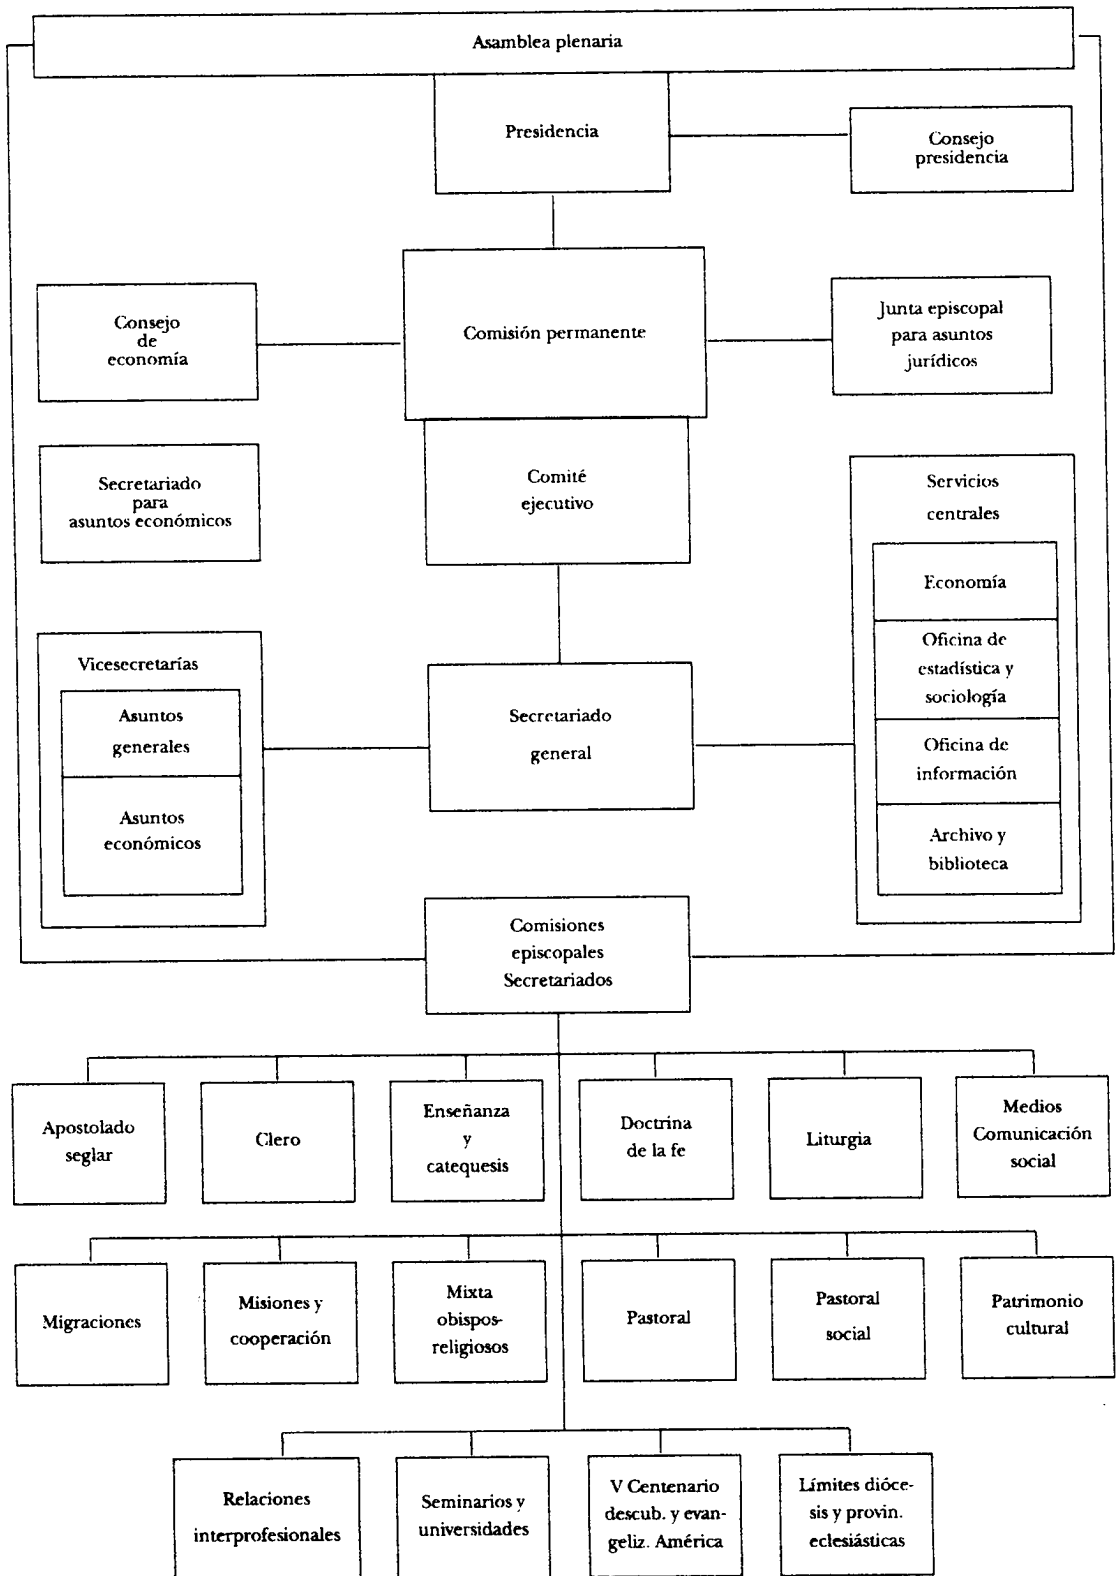 Asamblea plenaria
Presidencia
Consejo
presidencia
Consejo
de
economía
Comisión permanente
Junta episcopal
para asuntos
jurídicos
Secretariado
para
asuntos económicos
Comité
ejecutivo
Servicios
centrales
Economía
Oficina de
estadística y
sociología
Oficina de
información
Archivo y
biblioteca
Vicesecretarías
Asuntos
generales
Asuntos
económicos
Secretariado
general
Comisiones
episcopales
Secretariados
Apostolado
seglar
Clero
Enseñanza
y
catequesis
Doctrina
de la fe
Liturgia
Medios
Comunicación
social
Migraciones
Misiones y
cooperación
Mixta
obispos-
religiosos
Pastoral
Pastoral
social
Patrimonio
cultural
Relaciones
interprofesionales
Seminarios y
universidades
V Centenario
descub. y evan-
geliz. América
Límites dióce-
sis y provin.
eclesiásticas